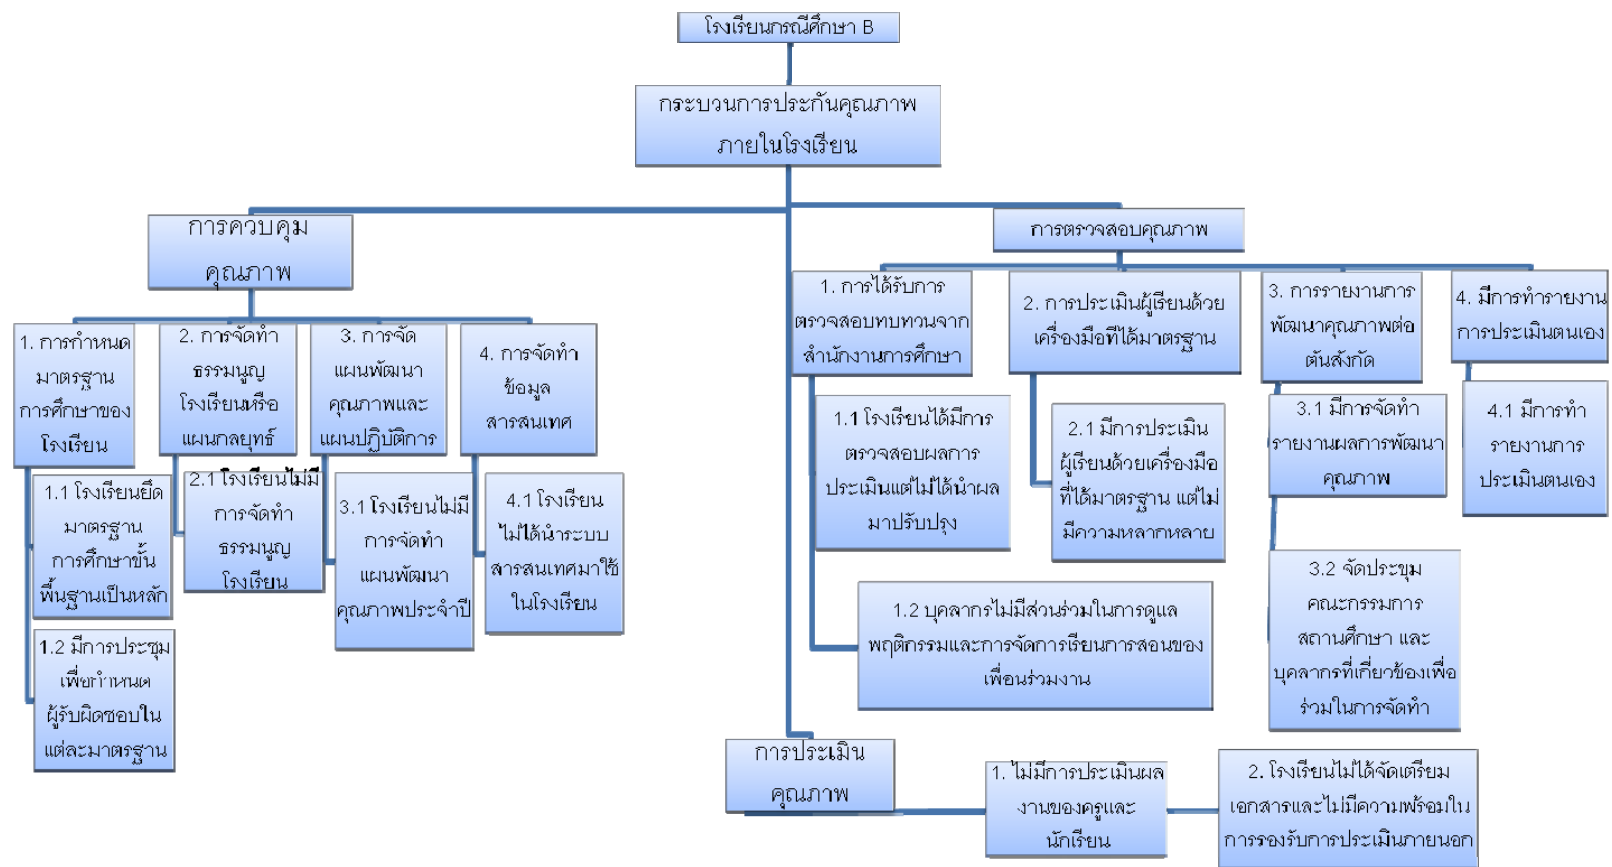 โรงเรียนกรณีศึกษา B
กระบวนการประกันคุณภาพ
ภายในโรงเรียน
การควบคุม
คุณภาพ
1. การกำหนด
มาตรฐาน
การศึกษาของ
โรงเรียน
1.1 โรงเรียนยึด
มาตรฐาน
การศึกษาขั้น
พื้นฐานเป็นหลัก
1.2 มีการประชุม
เพื่อกำหนด
ผู้รับผิดชอบใน
แต่ละมาตรฐาน
2. การจัดทำ
ธรรมนูญ
โรงเรียนหรือ
แผนกลยุทธ์
2.1 โรงเรียนไม่มี
การจัดทำ
ธรรมนูญ
โรงเรียน
3. การจัด
แผนพัฒนา
คุณภาพและ
แผนปฏิบัติการ
3.1 โรงเรียนไม่มี
การจัดทำ
แผนพัฒนา
คุณภาพประจำปี
4. การจัดทำ
ข้อมูล
สารสนเทศ
4.1 โรงเรียน
ไม่ได้นำระบบ
สารสนเทศมาใช้
ในโรงเรียน
การตรวจสอบคุณภาพ
1. การได้รับการ
ตรวจสอบทบทวนจาก
สำนักงานการศึกษา
1.1 โรงเรียนได้มีการ
ตรวจสอบผลการ
ประเมินแต่ไม่ได้นำผล
มาปรับปรุง
1.2 บุคลากรไม่มีส่วนร่วมในการดูแล
พฤติกรรมและการจัดการเรียนการสอนของ
เพื่อนร่วมงาน
2. การประเมินผู้เรียนด้วย
เครื่องมือที่ได้มาตรฐาน
2.1 มีการประเมิน
ผู้เรียนด้วยเครื่องมือ
ที่ได้มาตรฐาน แต่ไม่
มีความหลากหลาย
3. การรายงานการ
พัฒนาคุณภาพต่อ
ต้นสังกัด
3.1 มีการจัดทำ
รายงานผลการพัฒนา
คุณภาพ
3.2 จัดประชุม
คณะกรรมการ
สถานศึกษา และ
บุคลากรที่เกี่ยวข้องเพื่อ
ร่วมในการจัดทำ
4. มีการทำรายงาน
การประเมินตนเอง
4.1 มีการทำ
รายงานการ
ประเมินตนเอง
การประเมิน
คุณภาพ
1. ไม่มีการประเมินผล
งานของครูและ
นักเรียน
2. โรงเรียนไม่ได้จัดเตรียม
เอกสารและไม่มีความพร้อมใน
การรองรับการประเมินภายนอก